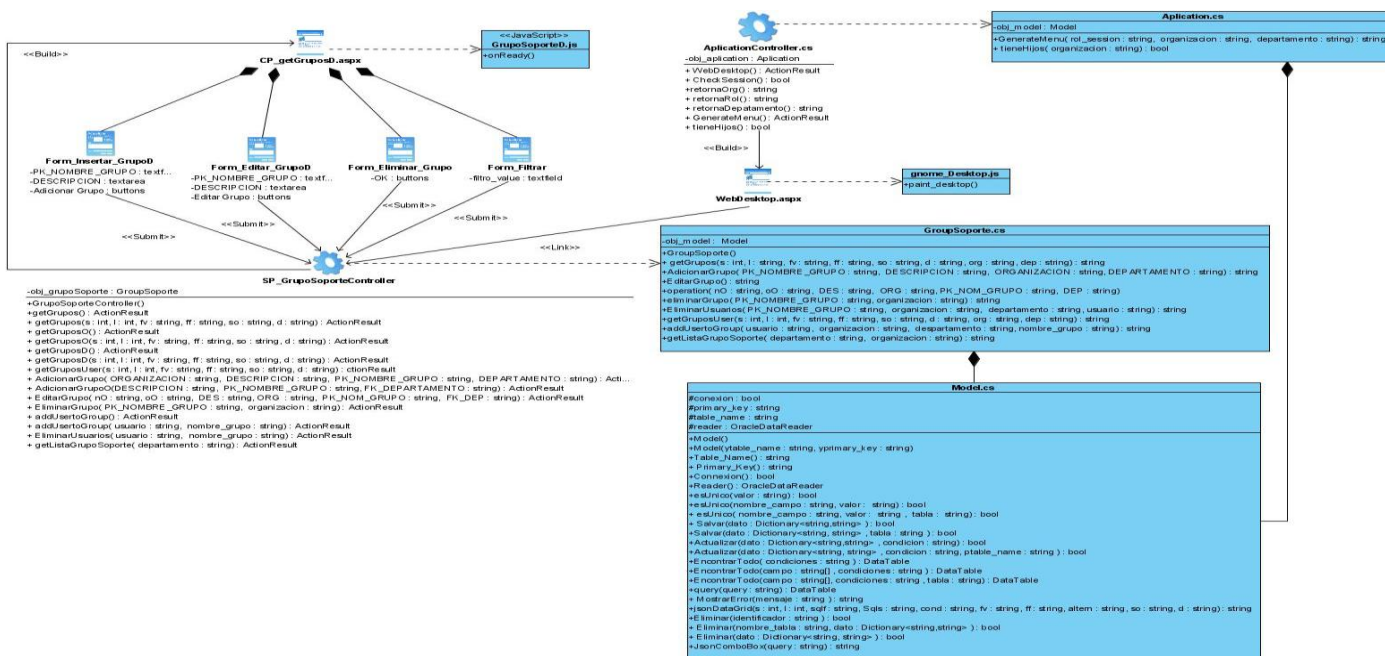 <<Build>>
CP_getGruposD.aspx
<<JavaScript>>
GrupoSoporteD.js
+onReady()
Form_Insertar_GrupoD
-PK_NOMBRE_GRUPO : textf...
-DESCRIPCION : textarea
-Adicionar Grupo : buttons
Form_Editar_GrupoD
-PK_NOMBRE_GRUPO : textf...
-DESCRIPCION : textarea
-Editar Grupo : buttons
Form_Eliminar_Grupo
-OK : buttons
Form_Filtrar
-filtro_value : textfield
<<Submit>>
<<Submit>>
<<Submit>>
<<Submit>>
SP_GrupoSoporteController
-obj_grupoSoporte : GroupSoporte
+GrupoSoporteController()
+getGrupos() : ActionResult
+ getGrupos(s : int, l : int, fv : string, ff : string, so : string, d : string) : ActionResult
+ getGruposO() : ActionResult
+ getGruposO(s : int, l : int, fv : string, ff : string, so : string, d : string) : ActionResult
+ getGruposD() : ActionResult
+ getGruposD(s : int, l : int, fv : string, ff : string, so : string, d : string) : ActionResult
+ getGruposUser(s : int, l : int, fv : string, ff : string, so : string, d : string) : ctionResult
+ AdicionarGrupo( ORGANIZACION : string, DESCRIPCION : string, PK_NOMBRE_GRUPO : string, DEPARTAMENTO : string) : Acti...
+ AdicionarGrupoO(DESCRIPCION : string, PK_NOMBRE_GRUPO : string, FK_DEPARTAMENTO : string) : ActionResult
+ EditarGrupo( nO : string, oO : string, DES : string, ORG : string, PK_NOM_GRUPO : string, FK_DEP : string) : ActionResult
+ EliminarGrupo( PK_NOMBRE_GRUPO : string, organizacion : string) : ActionResult
+ addUsertoGroup() : ActionResult
+ addUsertoGroup( usuario : string, nombre_grupo : string) : ActionResult
+ EliminarUsuarios( usuario : string, nombre_grupo : string) : ActionResult
+ getListaGrupoSoporte( departamento : string) : ActionResult
AplicationController.cs
-obj_aplication : Aplication
+ WebDesktop() : ActionResult
+ CheckSession() : bool
+retornaOrg() : string
+ retornaRol() : string
+ retornaDepatamento() : string
+ GenerateMenu() : ActionResult
+ tieneHijos() : bool
<<Build>>
WebDesktop.aspx
<<Link>>
gnome_Desktop.js
+paint_desktop()
Aplication.cs
-obj_model : Model
+GenerateMenu( rol_session : string, organizacion : string, departamento : string) : string
+ tieneHijos( organizacion : string) : bool
GroupSoporte.cs
-obj_model : Model
+GroupSoporte()
+ getGrupos(s : int, l : string, fv : string, ff : string, so : string, d : string, org : string, dep : string) : string
+AdicionarGrupo( PK_NOMBRE_GRUPO : string, DESCRIPCION : string, ORGANIZACION : string, DEPARTAMENTO : string) : string
+EditarGrupo() : string
+operation( nO : string, oO : string, DES : string, ORG : string, PK_NOM_GRUPO : string, DEP : string)
+eliminarGrupo( PK_NOMBRE_GRUPO : string, organizacion : string) : string
+EliminarUsuarios( PK_NOMBRE_GRUPO : string, organizacion : string, departamento : string, usuario : string) : string
+getGruposUser(s : int, l : int, fv : string, ff : string, so : string, d : string, org : string, dep : string) : string
+addUsertoGroup( usuario : string, organizacion : string, despartamento : string, nombre_grupo : string) : string
+getListaGrupoSoporte( departamento : string, organizacion : string) : string
Model.cs
#conexion : bool
#primary_key : string
#table_name : string
#reader : OracleDataReader
+Model()
+Model(ytable_name : string, yprimary_key : string)
+Table_Name() : string
+ Primary_Key() : string
+Connexion() : bool
+Reader() : OracleDataReader
+esUnico(valor : string) : bool
+esUnico(nombre_campo : string, valor : string) : bool
+ esUnico( nombre_campo : string, valor : string , tabla : string) : bool
+ Salvar(dato : Dictionary<string,string> ) : bool
+Salvar(dato : Dictionary<string, string> , tabla : string ) : bool
+Actualizar(dato : Dictionary<string,string> , condicion : string) : bool
+Actualizar(dato : Dictionary<string, string> , condicion : string, ptable_name : string ) : bool
+EncontrarTodo( condiciones : string ) : DataTable
+EncontrarTodo(campo : string[] , condiciones : string ) : DataTable
+EncontrarTodo(campo : string[], condiciones : string , tabla : string) : DataTable
+query(query : string) : DataTable
+ MostrarError(mensaje : string ) : string
+jsonDataGrid(s : int, l : int, sqlf : string, Sqls : string, cond : string, fv : string, ff : string, altern : string, so : string, d : string) : string
+Eliminar(identificador : string ) : bool
+ Eliminar(nombre_tabla : string, dato : Dictionary<string,string> ) : bool
+ Eliminar(dato : Dictionary<string, string> ) : bool
+JsonComboBox(query : string) : string